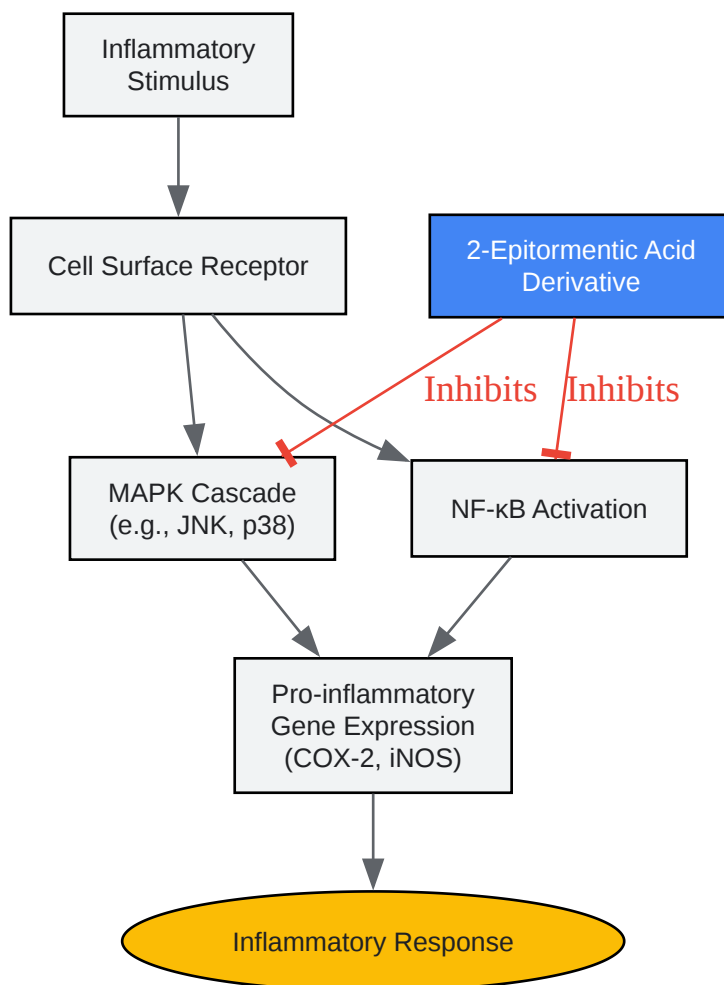 Inflammatory
Stimulus
Cell Surface Receptor
2-Epitormentic Acid
Derivative
Inhibits
Inhibits
MAPK Cascade
(e.g., JNK, p38)
NF-κB Activation
Pro-inflammatory
Gene Expression
(COX-2, iNOS)
Inflammatory Response